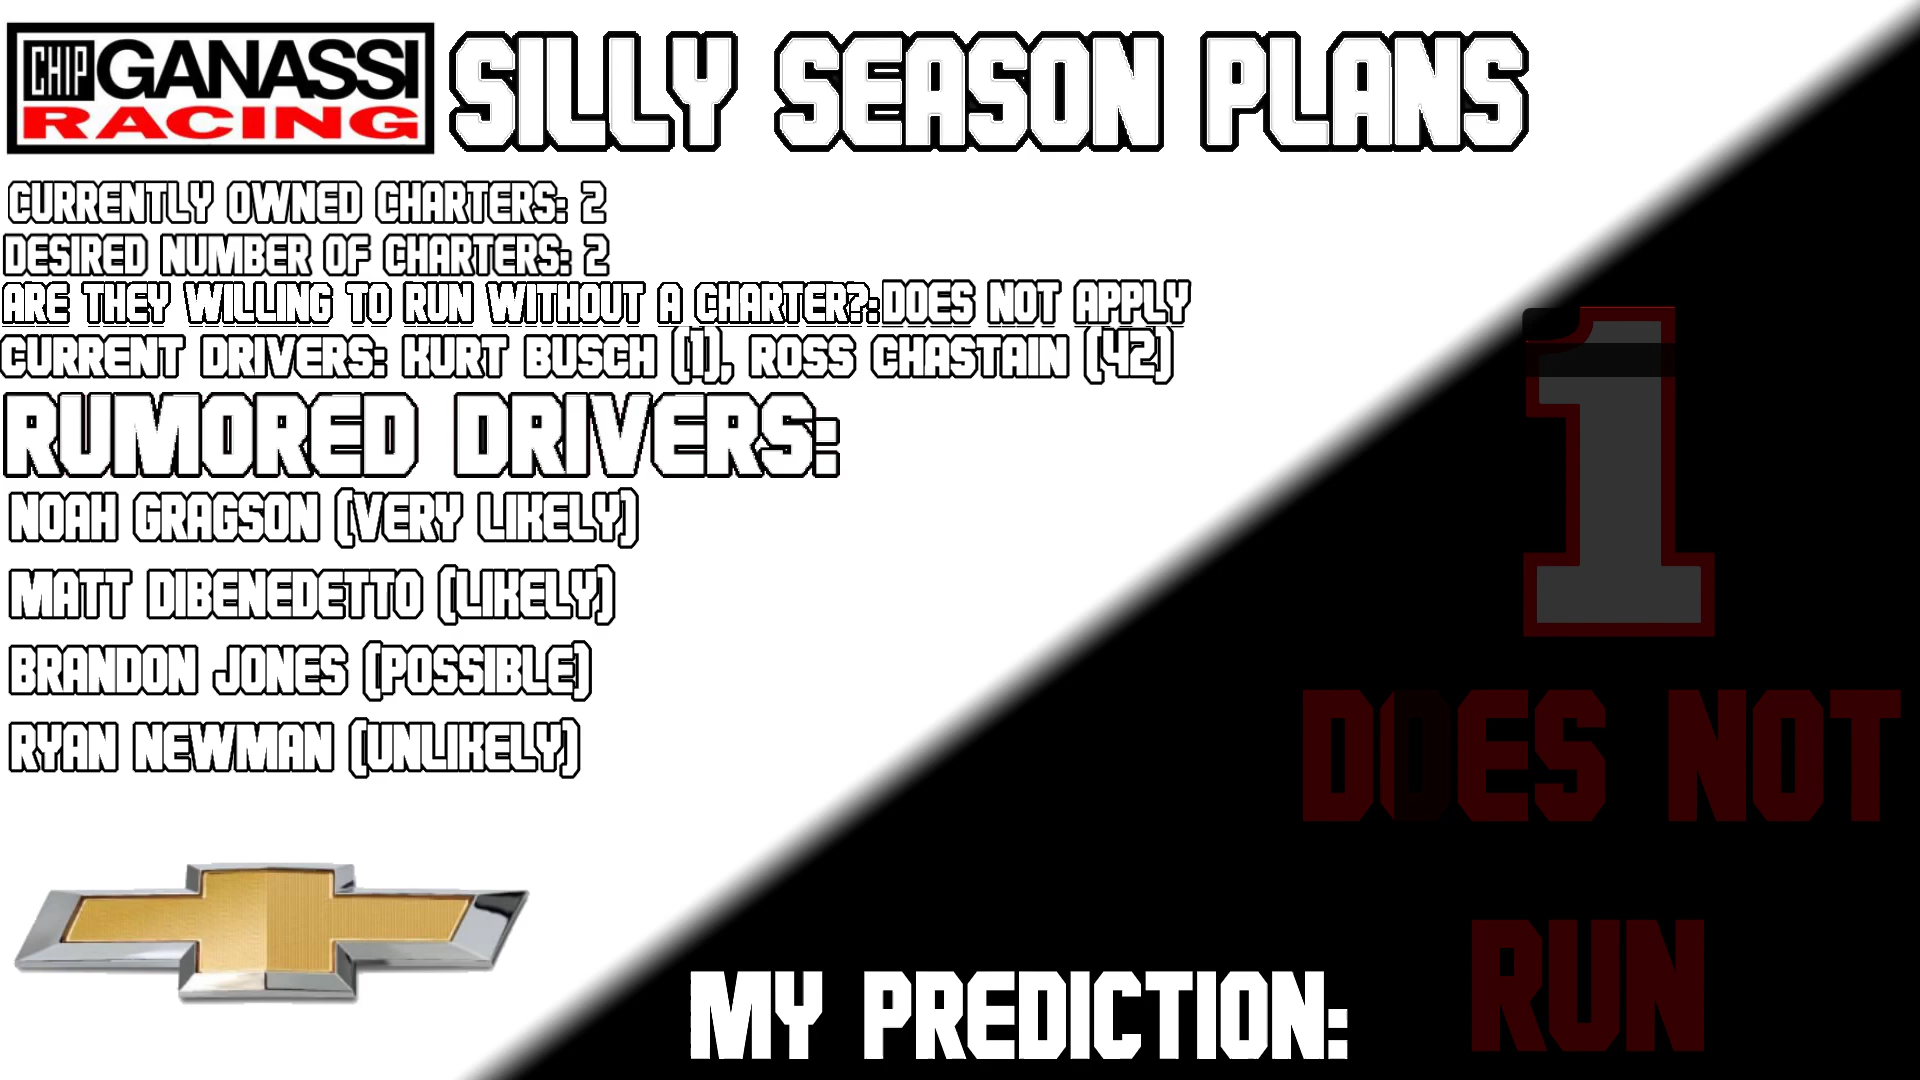 CHIP GANASSI
RACING
SILLY SEASON PLANS
CURRENTLY OWNED CHARTERS: 2
DESIRED NUMBER OF CHARTERS: 2
ARE THEY WILLING TO RUN WITHOUT A CHARTER?:DOES NOT APPLY
CURRENT DRIVERS: KURT BUSCH (1), ROSS CHASTAIN (42)
RUMORED DRIVERS:
NOAH GRAGSON (VERY LIKELY)
MATT DIBENEDETTO (LIKELY)
BRANDON JONES (POSSIBLE)
RYAN NEWMAN (UNLIKELY)
MY PREDICTION:
1
DOES NOT
RUN